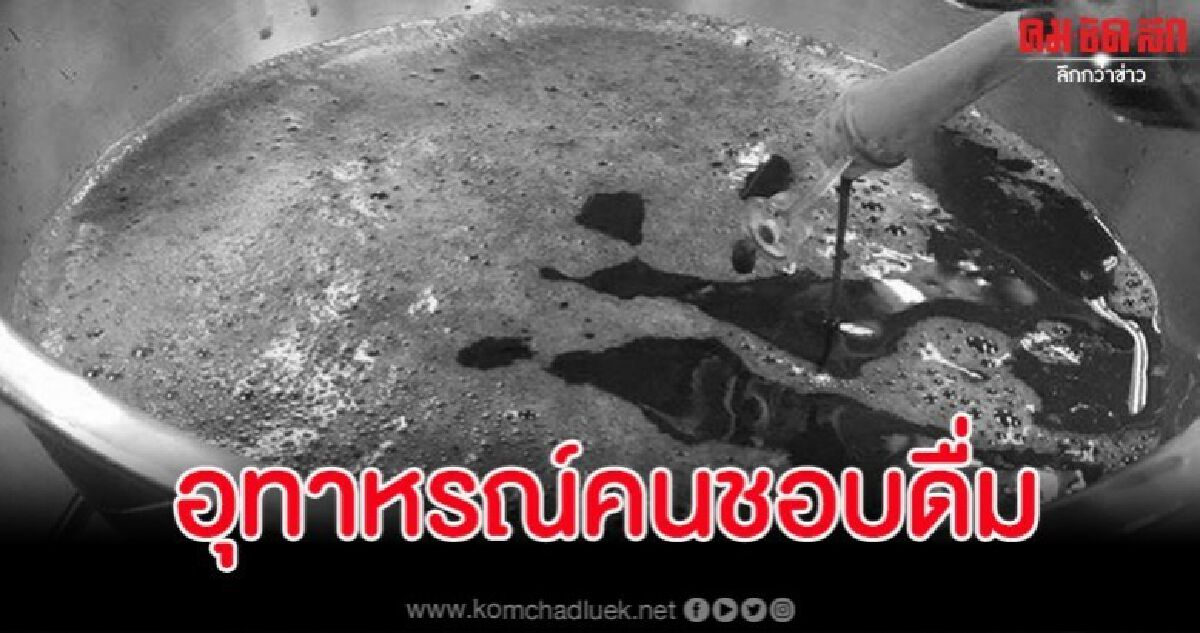 คม ชัด ลึก
ลึกกว่าข่าว
อุทาหรณ์คนชอบดื่ม
www.komchadluek.net